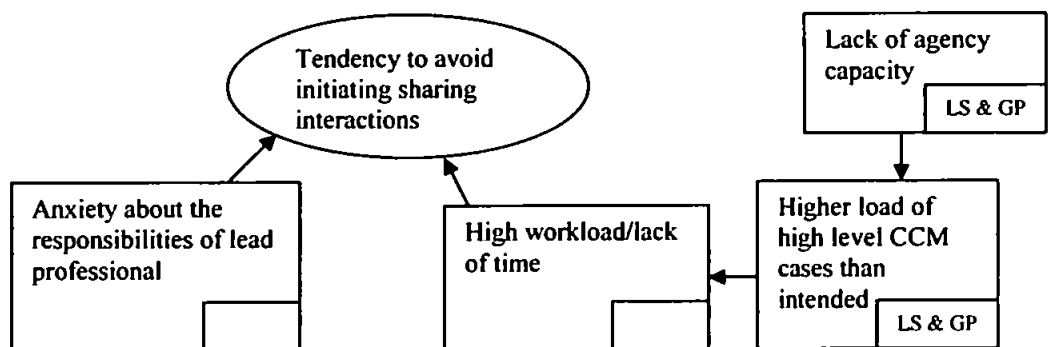 Tendency to avoid
initiating sharing
interactions
Lack of agency
capacity
LS & GP
Anxiety about the
responsibilities of lead
professional
High workload/lack
of time
Higher load of
high level CCM
cases than
intended
LS & GP